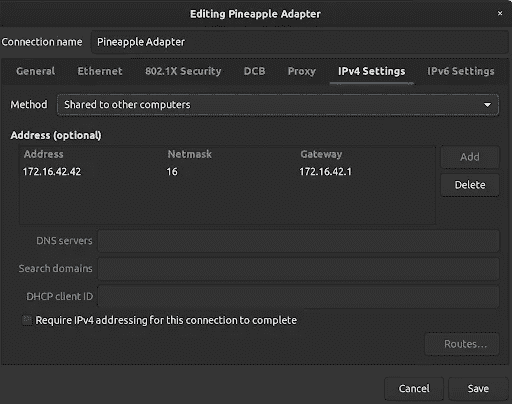 Editing Pineapple Adapter ×
Connection name Pineapple Adapter
General Ethernet 802.1X Security DCB Proxy IPv4 Settings IPv6 Settings
Method Shared to other computers
Address (optional)
Address Netmask Gateway Add
172.16.42.42 16 172.16.42.1
Delete
DNS servers
Search domains
DHCP client ID
Require IPv4 addressing for this connection to complete
Routes...
Cancel Save